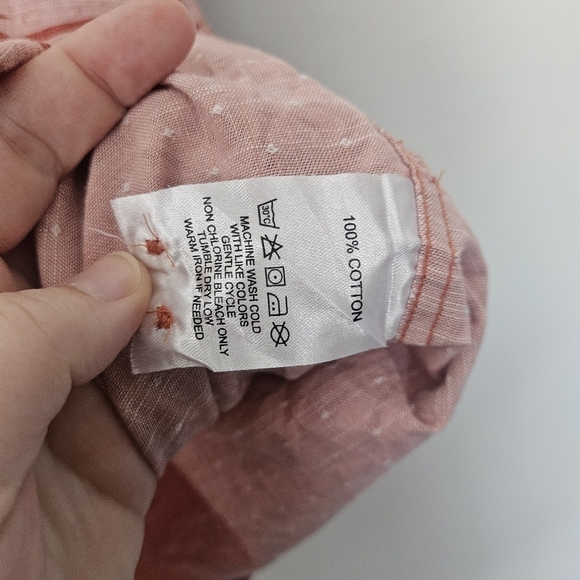 100% COTTON
30°C
MACHINE WASH COLD
WITH LIKE COLORS
GENTLE CYCLE
NON CHLORINE BLEACH ONLY
TUMBLE DRY LOW
WARM IRON IF NEEDED